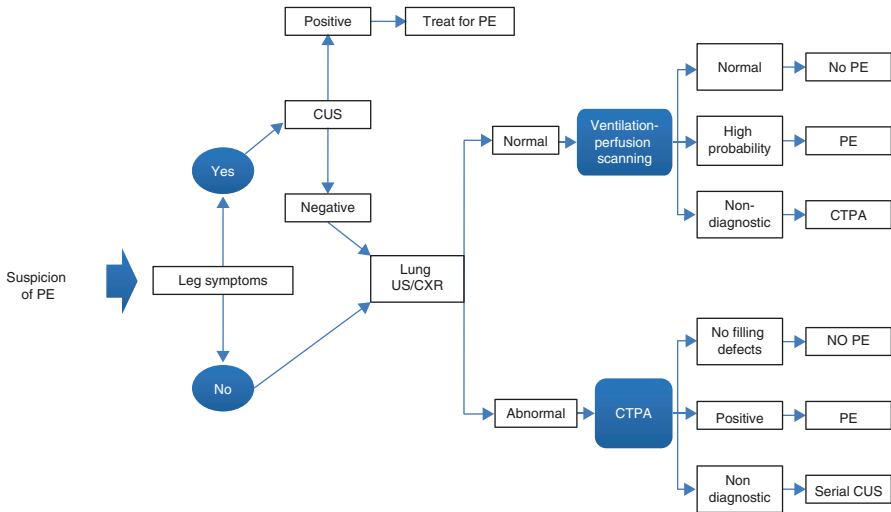 Suspicion
of PE
Leg symptoms
Yes
No
CUS
Positive
Treat for PE
Negative
Lung
US/CXR
Normal
Ventilation-
perfusion
scanning
Normal
No PE
High
probability
PE
Non-
diagnostic
CTPA
Abnormal
CTPA
No filling
defects
NO PE
Positive
PE
Non
diagnostic
Serial CUS